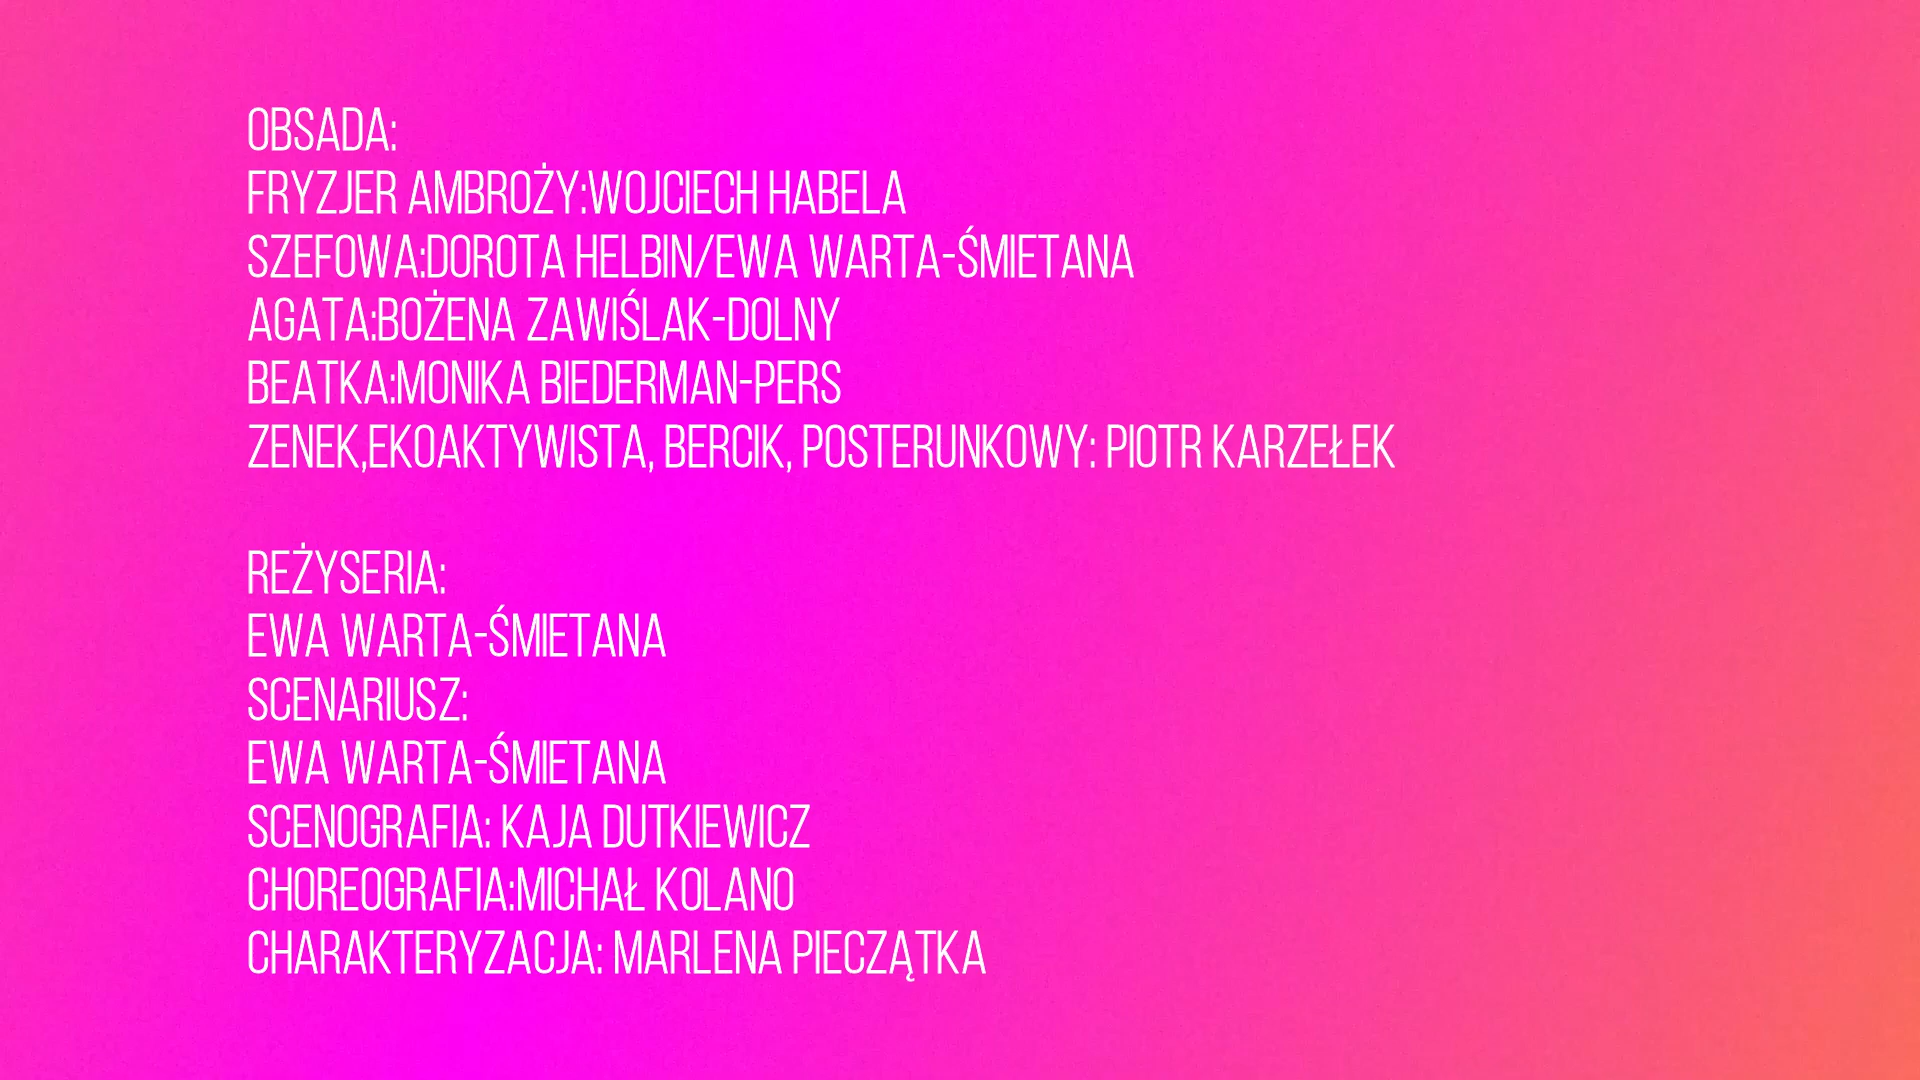 OBSADA:
FRYZJER AMBROŻY:WOJCIECH HABELA
SZEFOWA:DOROTA HELBIN/EWA WARTA-ŚMIETANA
AGATA:BOŻENA ZAWIŚLAK-DOLNY
BEATKA:MONIKA BIEDERMAN-PERS
ZENEK,EKOAKTYWISTA, BERCIK, POSTERUNKOWY: PIOTR KARZEŁEK
REŻYSERIA:
EWA WARTA-ŚMIETANA
SCENARIUSZ:
EWA WARTA-ŚMIETANA
SCENOGRAFIA: KAJA DUTKIEWICZ
CHOREOGRAFIA:MICHAŁ KOLANO
CHARAKTERYZACJA: MARLENA PIECZĄTKA